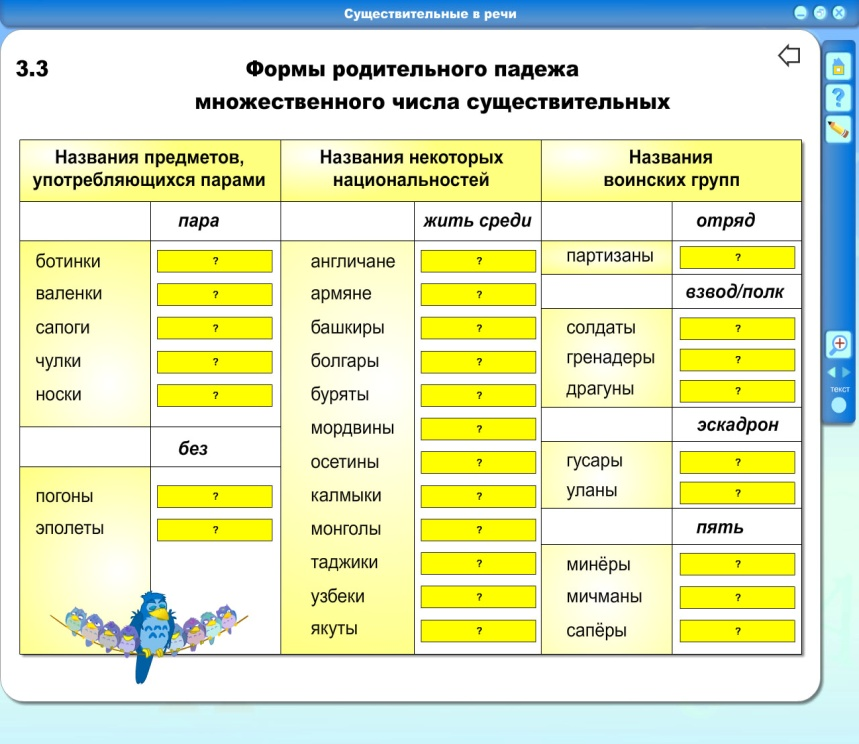 Существительные в речи
3.3
Формы родительного падежа
множественного числа существительных
Названия предметов,
употребляющихся парами
пара
ботинки ?
валенки ?
сапоги ?
чулки ?
носки ?
без
погоны ?
эполеты ?
Названия некоторых
национальностей
жить среди
англичане ?
армяне ?
башкиры ?
болгары ?
буряты ?
мордвины ?
осетины ?
калмыки ?
монголы ?
таджики ?
узбеки ?
якуты ?
Названия
воинских групп
отряд
партизаны ?
взвод/полк
солдаты ?
гренадеры ?
драгуны ?
эскадрон
гусары ?
уланы ?
пять
минёры ?
мичманы ?
сапёры ?
?
текст